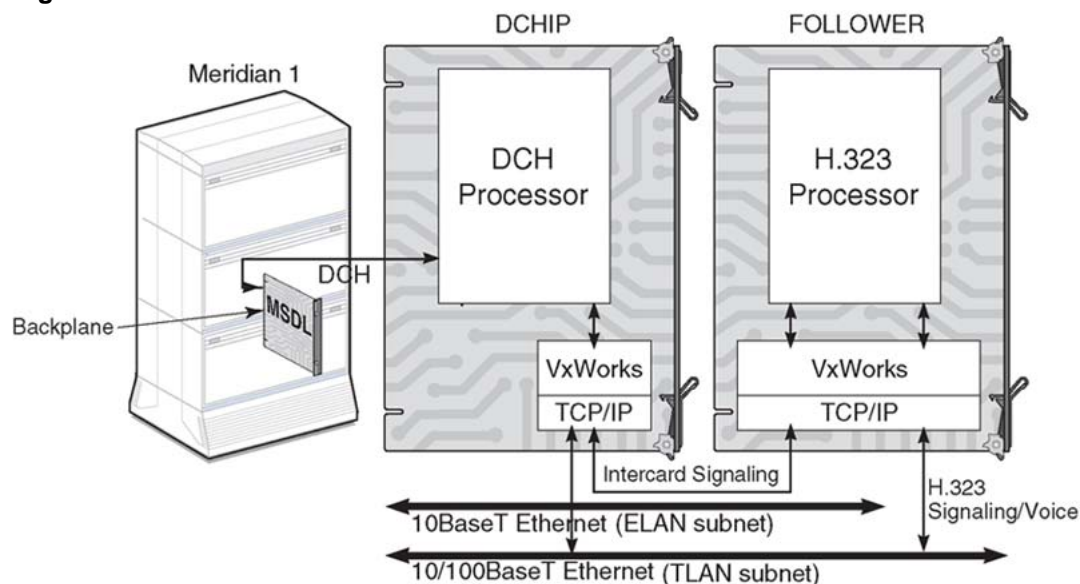 DCHIP
FOLLOWER
Meridian 1
DCH
Processor
H.323
Processor
DCH
MSDL
Backplane
VxWorks
TCP/IP
VxWorks
TCP/IP
Intercard Signaling
H.323
Signaling/Voice
10BaseT Ethernet (ELAN subnet)
10/100BaseT Ethernet (TLAN subnet)